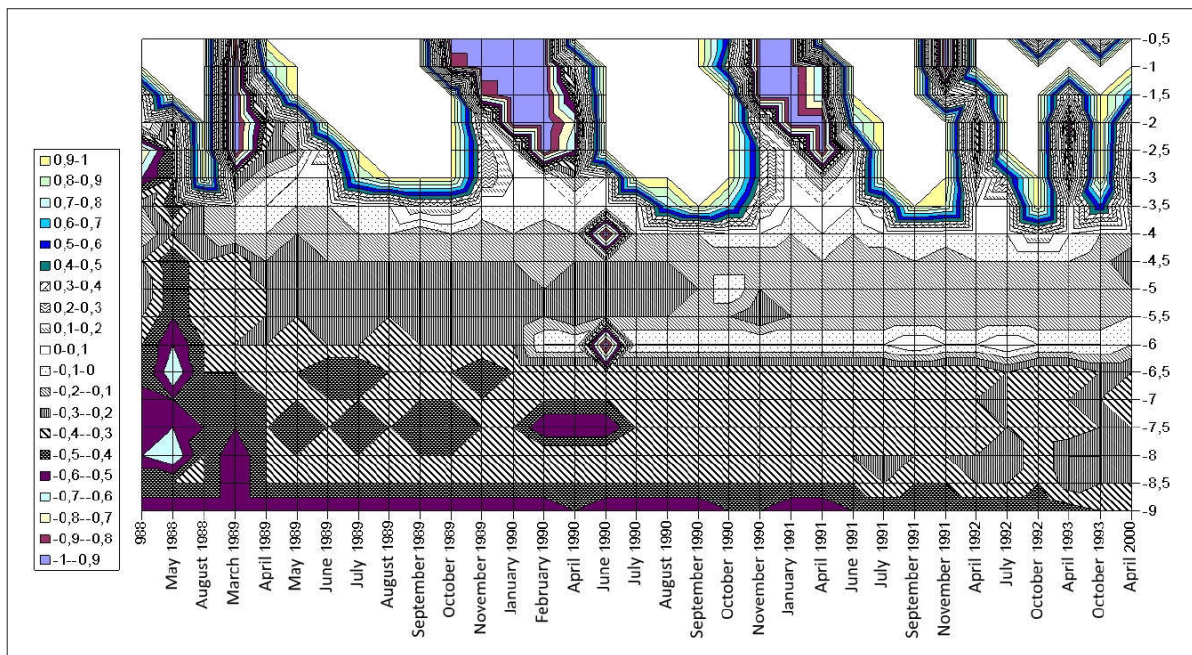 0.9-1
0,8-0,9
0,7-0,8
0,6-0,7
0,5-0,6
0,4-0,5
0,3-0,4
0,2-0,3
0,1-0,2
0-0,1
-0,1-0
-0,2--0,1
-0,3--0,2
-0,4--0,3
-0,5--0,4
-0,6--0,5
-0,7--0,6
-0,8--0,7
-0,9--0,8
-1--0,9
-0,5
-1
-1,5
-2
-2,5
-3
-3,5
-4
-4,5
-5
-5,5
-6
-6,5
-7
-7,5
-8
-8,5
-9
988
May 1988
August 1988
March 1989
April 1989
May 1989
June 1989
July 1989
August 1989
September 1989
October 1989
November 1989
January 1990
February 1990
April 1990
June 1990
July 1990
August 1990
September 1990
October 1990
November 1990
January 1991
April 1991
June 1991
July 1991
September 1991
November 1991
April 1992
July 1992
October 1992
April 1993
October 1993
April 2000